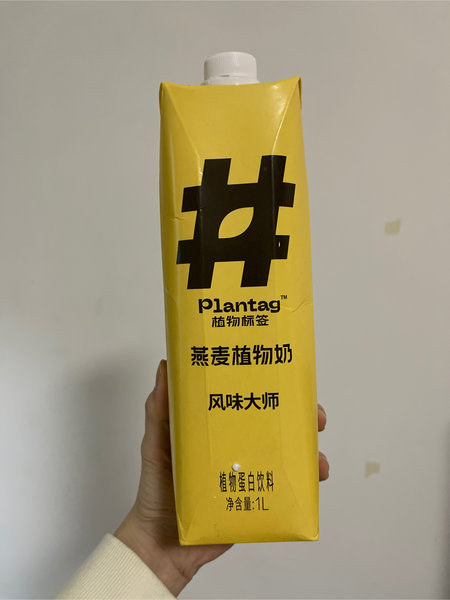 #
Plantag™
植物标签
燕麦植物奶
风味大师
植物蛋白饮料
净含量:1L